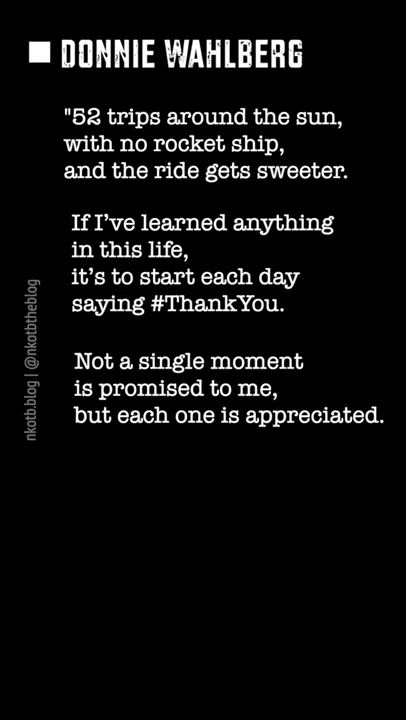 DONNIE WAHLBERG
"52 trips around the sun,
with no rocket ship,
and the ride gets sweeter.
If I’ve learned anything
in this life,
it’s to start each day
saying #ThankYou.
Not a single moment
is promised to me,
but each one is appreciated.
nkotb.blog | @nkotbtheblog